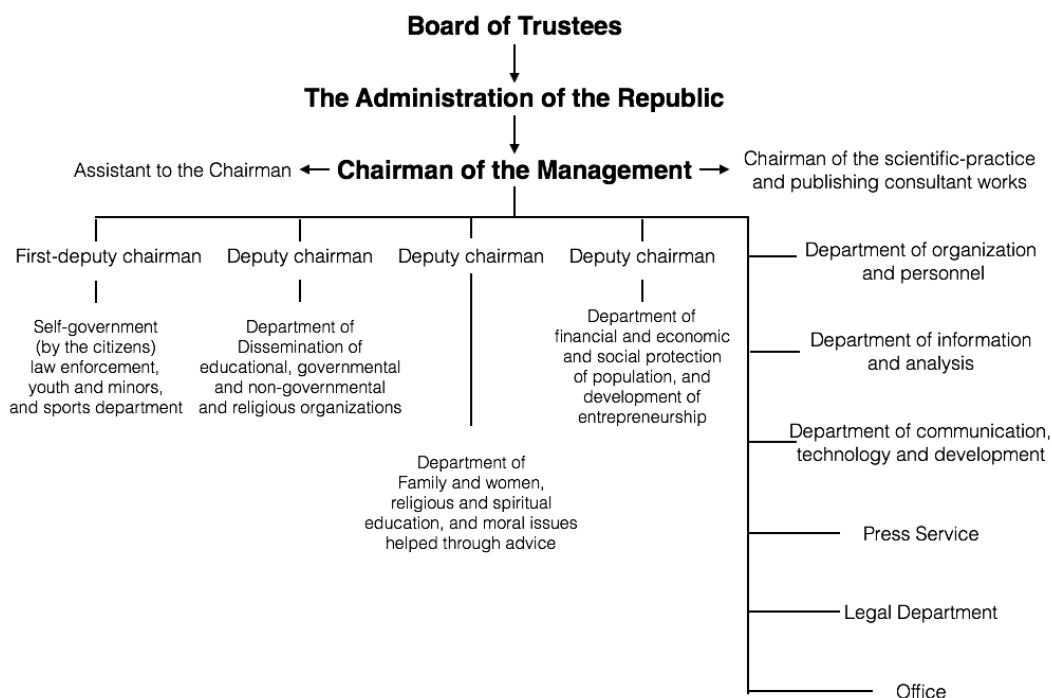 Board of Trustees
The Administration of the Republic
Assistant to the Chairman
Chairman of the Management
Chairman of the scientific-practice
and publishing consultant works
First-deputy chairman
Deputy chairman
Deputy chairman
Deputy chairman
Self-government
(by the citizens)
law enforcement,
youth and minors,
and sports department
Department of
Dissemination of
educational, governmental
and non-governmental
and religious organizations
Department of
Family and women,
religious and spiritual
education, and moral issues
helped through advice
Department of
financial and economic
and social protection
of population, and
development of
entrepreneurship
Department of organization
and personnel
Department of information
and analysis
Department of communication,
technology and development
Press Service
Legal Department
Office